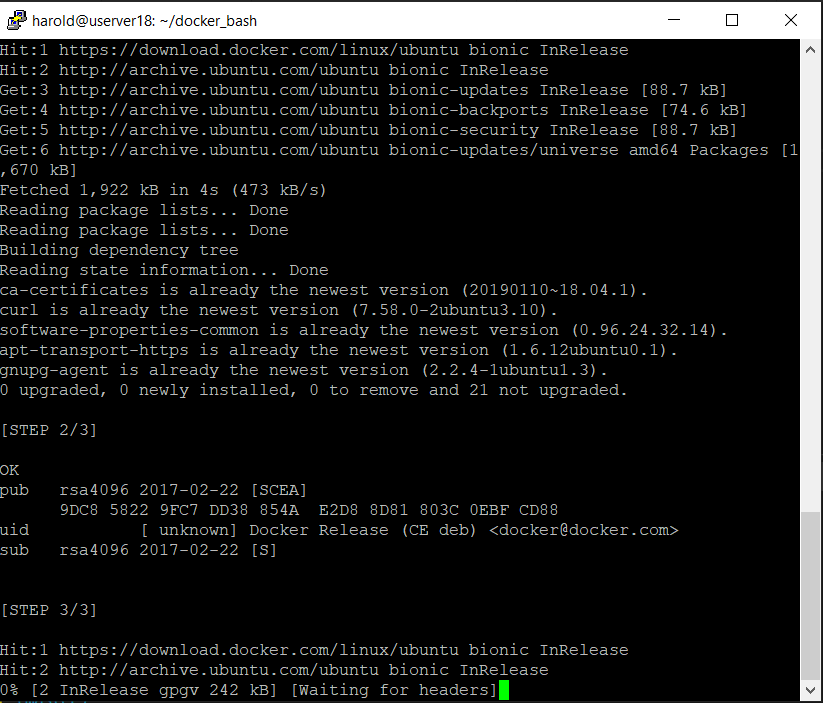 harold@userver18: ~/docker_bash
Hit:1 https://download.docker.com/linux/ubuntu bionic InRelease
Hit:2 http://archive.ubuntu.com/ubuntu bionic InRelease
Get:3 http://archive.ubuntu.com/ubuntu bionic-updates InRelease [88.7 kB]
Get:4 http://archive.ubuntu.com/ubuntu bionic-backports InRelease [74.6 kB]
Get:5 http://archive.ubuntu.com/ubuntu bionic-security InRelease [88.7 kB]
Get:6 http://archive.ubuntu.com/ubuntu bionic-updates/universe amd64 Packages [1
,670 kB]
Fetched 1,922 kB in 4s (473 kB/s)
Reading package lists... Done
Reading package lists... Done
Building dependency tree
Reading state information... Done
ca-certificates is already the newest version (20190110~18.04.1).
curl is already the newest version (7.58.0-2ubuntu3.10).
software-properties-common is already the newest version (0.96.24.32.14).
apt-transport-https is already the newest version (1.6.12ubuntu0.1).
gnupg-agent is already the newest version (2.2.4-1ubuntu1.3).
0 upgraded, 0 newly installed, 0 to remove and 21 not upgraded.
[STEP 2/3]
OK
pub   rsa4096 2017-02-22 [SCEA]
      9DC8 5822 9FC7 DD38 854A  E2D8 8D81 803C 0EBF CD88
uid           [ unknown] Docker Release (CE deb) <docker@docker.com>
sub   rsa4096 2017-02-22 [S]
[STEP 3/3]
Hit:1 https://download.docker.com/linux/ubuntu bionic InRelease
Hit:2 http://archive.ubuntu.com/ubuntu bionic InRelease
0% [2 InRelease gpgv 242 kB] [Waiting for headers]